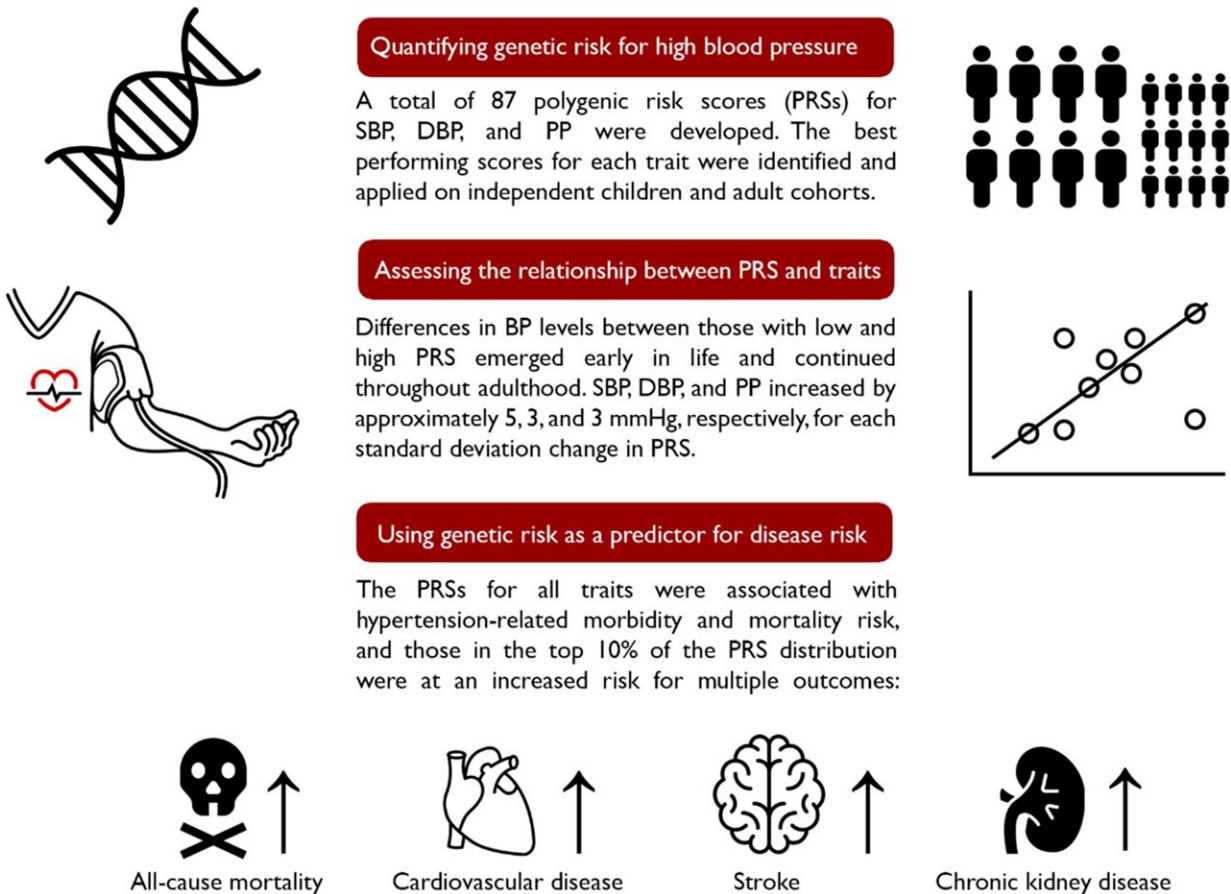 Quantifying genetic risk for high blood pressure
A total of 87 polygenic risk scores (PRSs) for
SBP, DBP, and PP were developed. The best
performing scores for each trait were identified and
applied on independent children and adult cohorts.
Assessing the relationship between PRS and traits
Differences in BP levels between those with low and
high PRS emerged early in life and continued
throughout adulthood. SBP, DBP, and PP increased by
approximately 5, 3, and 3 mmHg, respectively, for each
standard deviation change in PRS.
Using genetic risk as a predictor for disease risk
The PRSs for all traits were associated with
hypertension-related morbidity and mortality risk,
and those in the top 10% of the PRS distribution
were at an increased risk for multiple outcomes:
All-cause mortality
Cardiovascular disease
Stroke
Chronic kidney disease